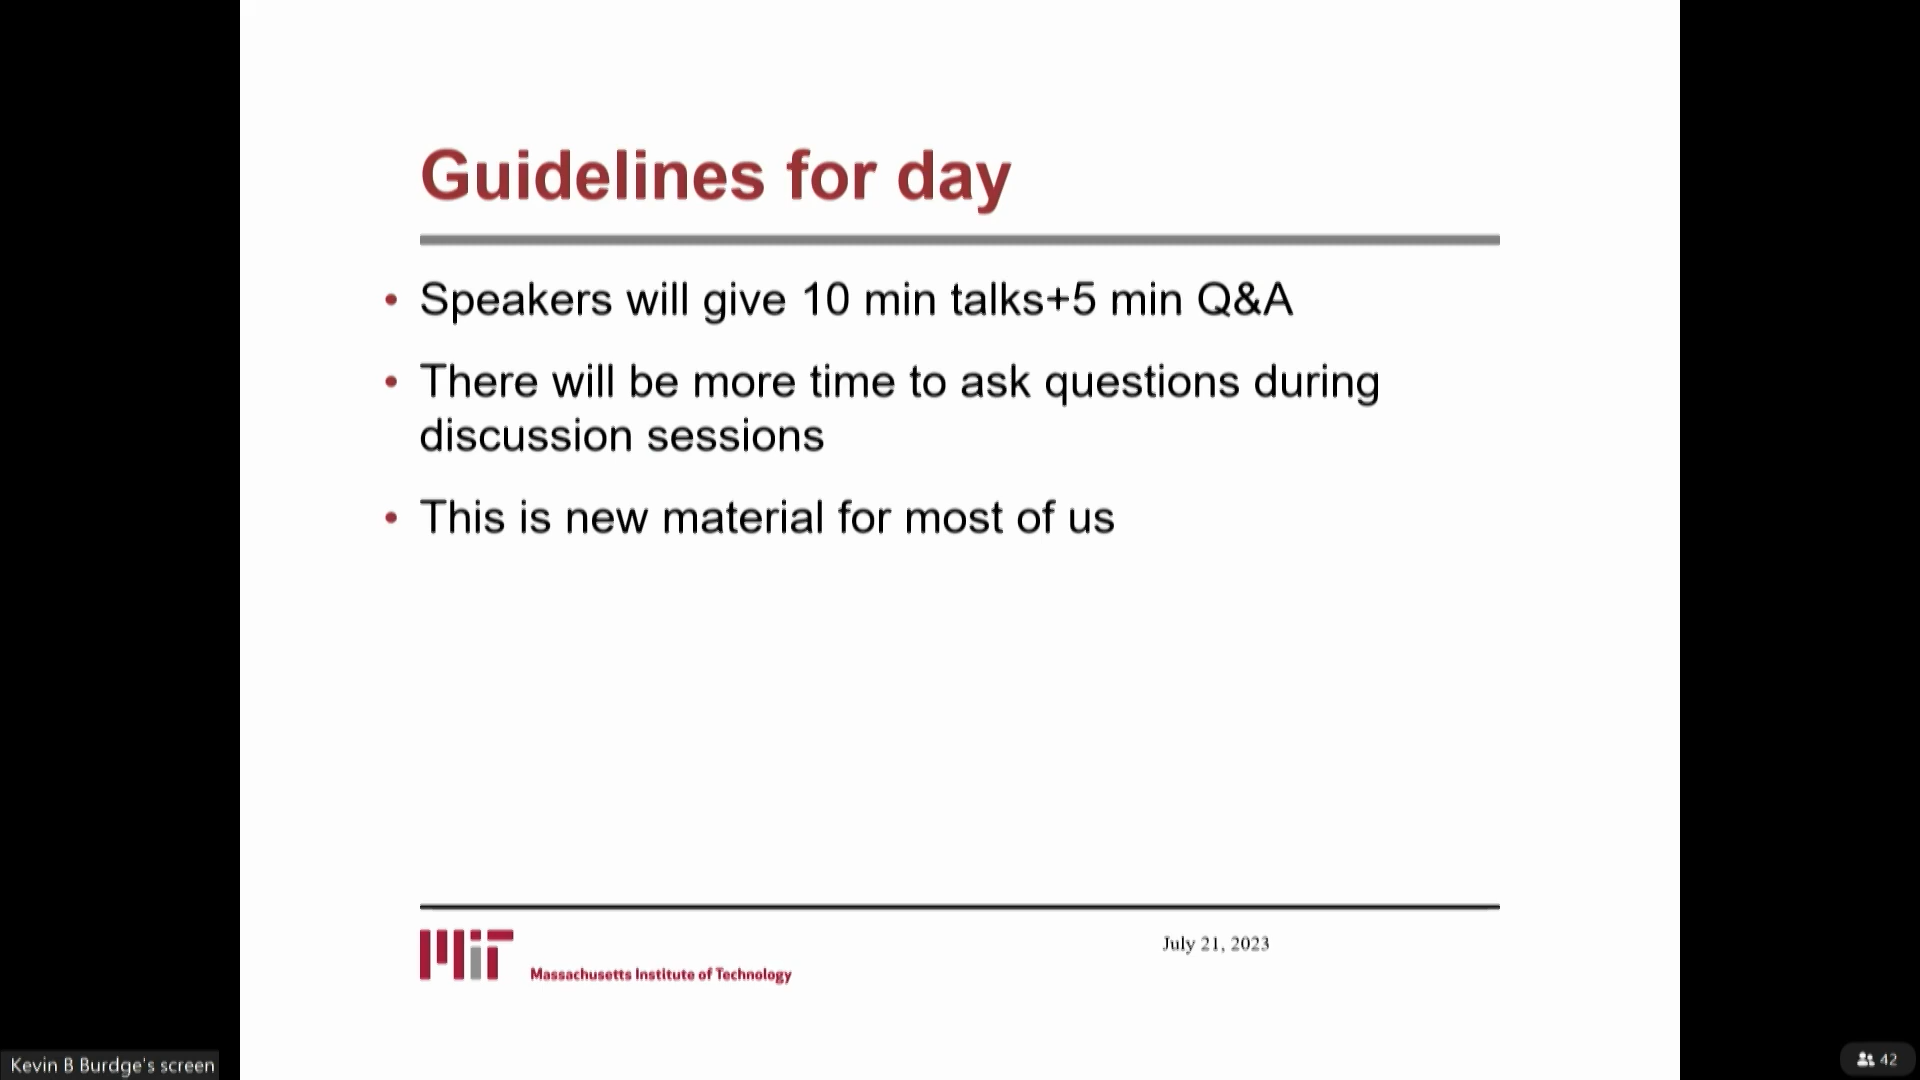 Guidelines for day
• Speakers will give 10 min talks+5 min Q&A
• There will be more time to ask questions during
discussion sessions
• This is new material for most of us
MIT
Massachusetts Institute of Technology
July 21, 2023
Kevin B Burdge's screen
42